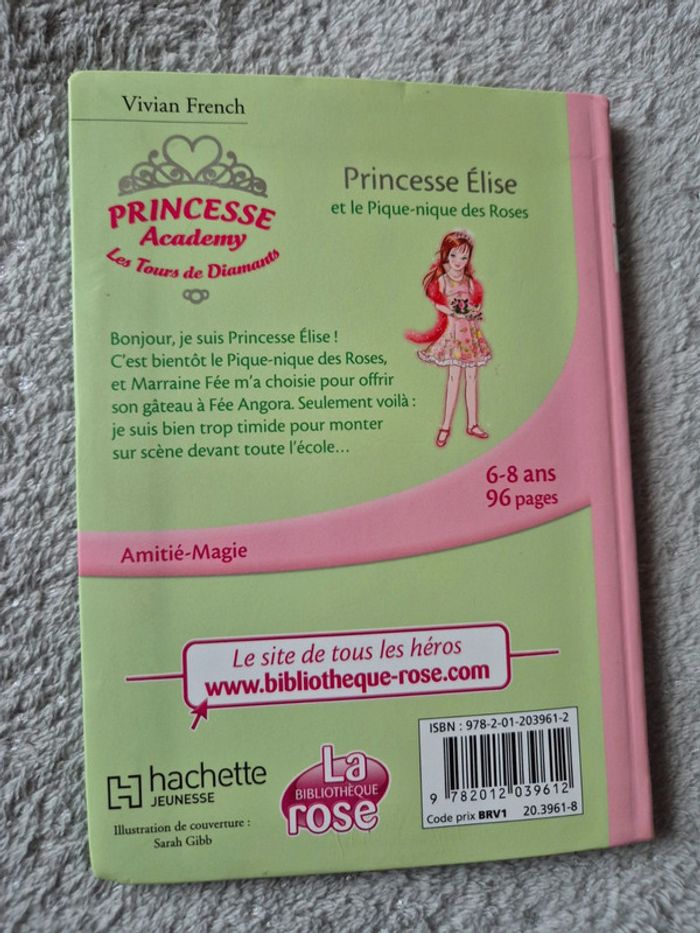 Vivian French
PRINCESSE
Academy
Les Tours de Diamants
Princesse Élise
et le Pique-nique des Roses
Bonjour, je suis Princesse Élise !
C'est bientôt le Pique-nique des Roses,
et Marraine Fée m'a choisie pour offrir
son gâteau à Fée Angora. Seulement voilà :
je suis bien trop timide pour monter
sur scène devant toute l'école...
6-8 ans
96 pages
Amitié-Magie
Le site de tous les héros
www.bibliotheque-rose.com
hachette
JEUNESSE
Illustration de couverture :
Sarah Gibb
La
BIBLIOTHÈQUE
rose
ISBN : 978-2-01-203961-2
9 782012 039612
Code prix BRV1 20.3961-8